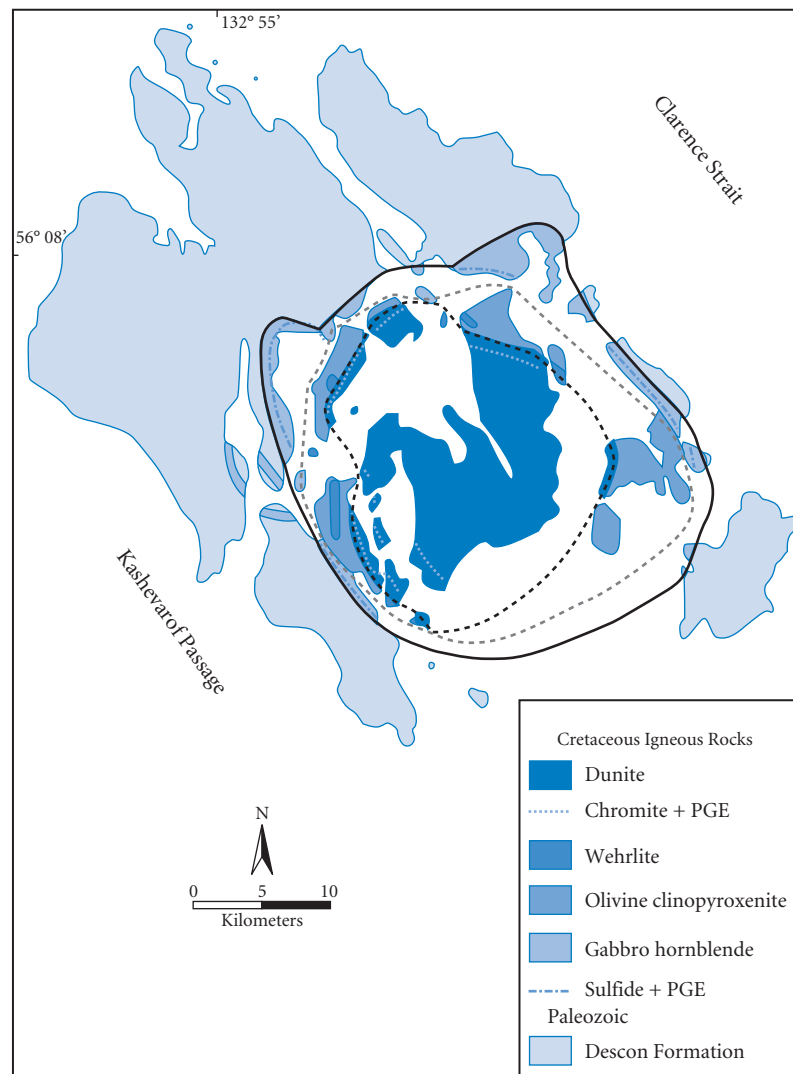 132° 55'
Clarence Strait
56° 08'
Kashevarof Passage
N
0 5 10
Kilometers
Cretaceous Igneous Rocks
Dunite
Chromite + PGE
Wehrlite
Olivine clinopyroxenite
Gabbro hornblende
Sulfide + PGE
Paleozoic
Descon Formation